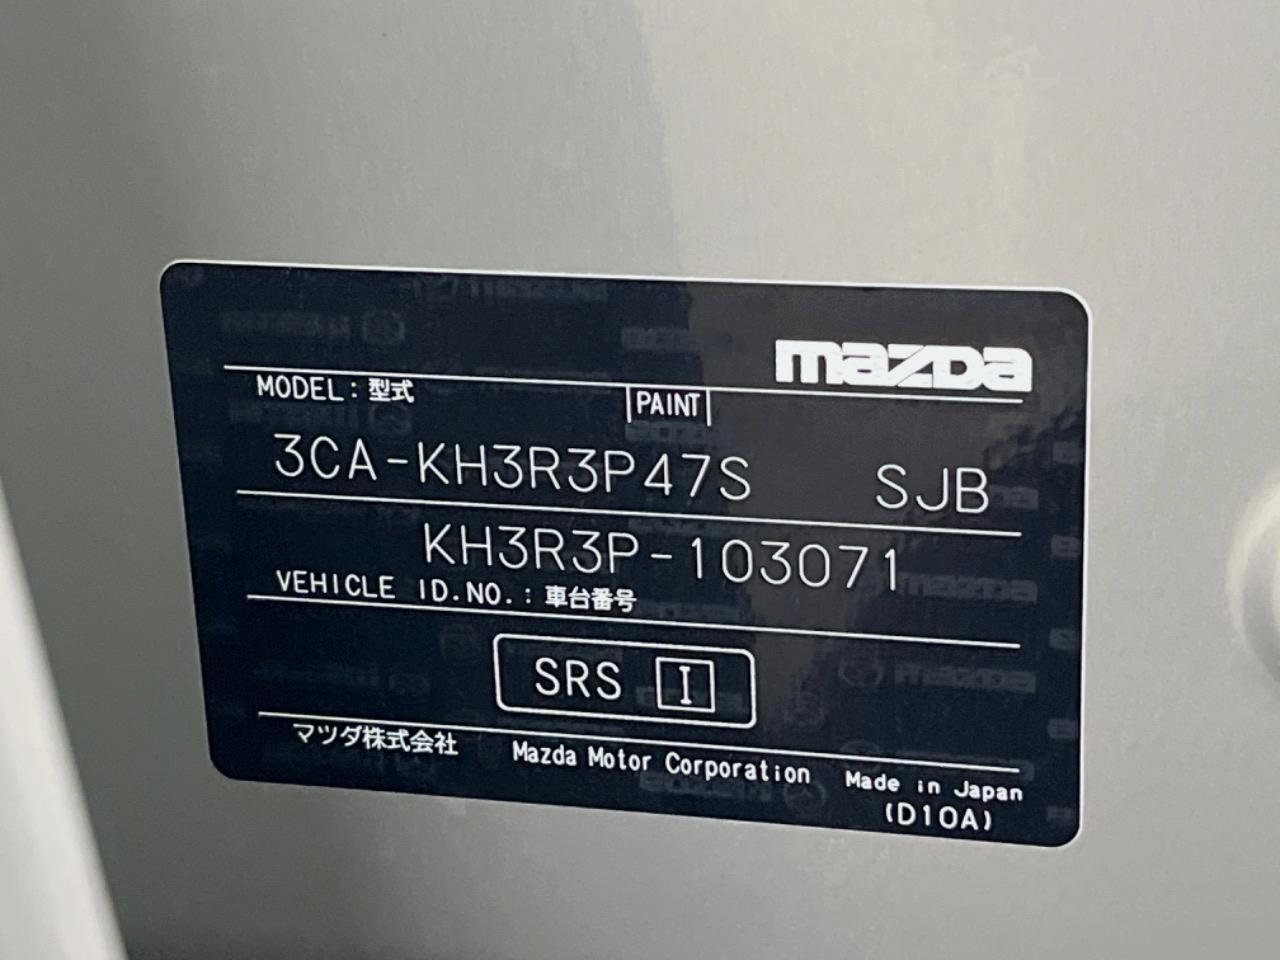 mazda
MODEL:型式 PAINT
3CA-KH3R3P47S SJB
KH3R3P-103071
VEHICLE ID.NO.:車台番号
SRS I
マツダ株式会社 Mazda Motor Corporation Made in Japan
(D10A)